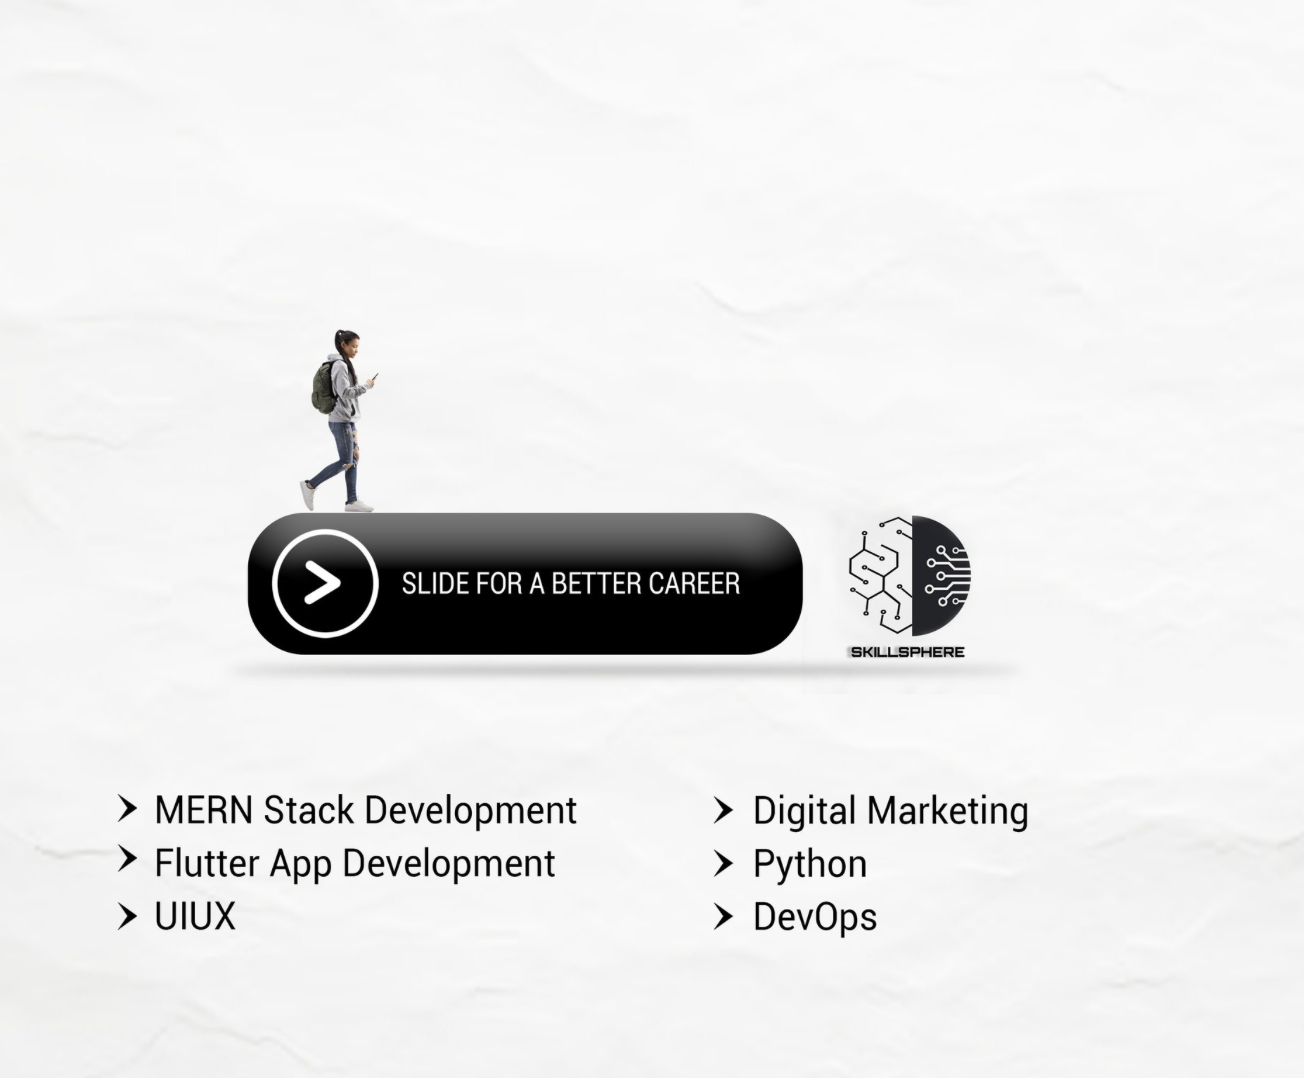 SLIDE FOR A BETTER CAREER
SKILLSPHERE
MERN Stack Development
Flutter App Development
UIUX
Digital Marketing
Python
DevOps